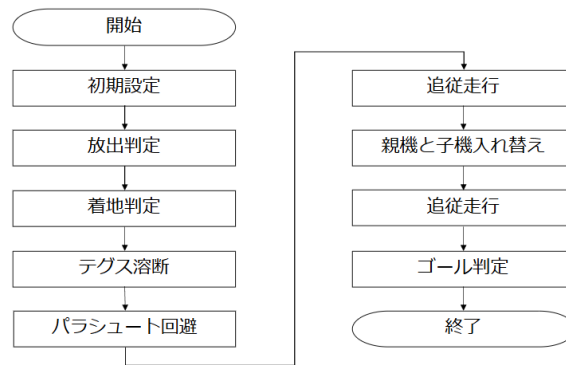 開始
初期設定
放出判定
着地判定
テグス溶断
パラシュート回避
追従走行
親機と子機入れ替え
追従走行
ゴール判定
終了